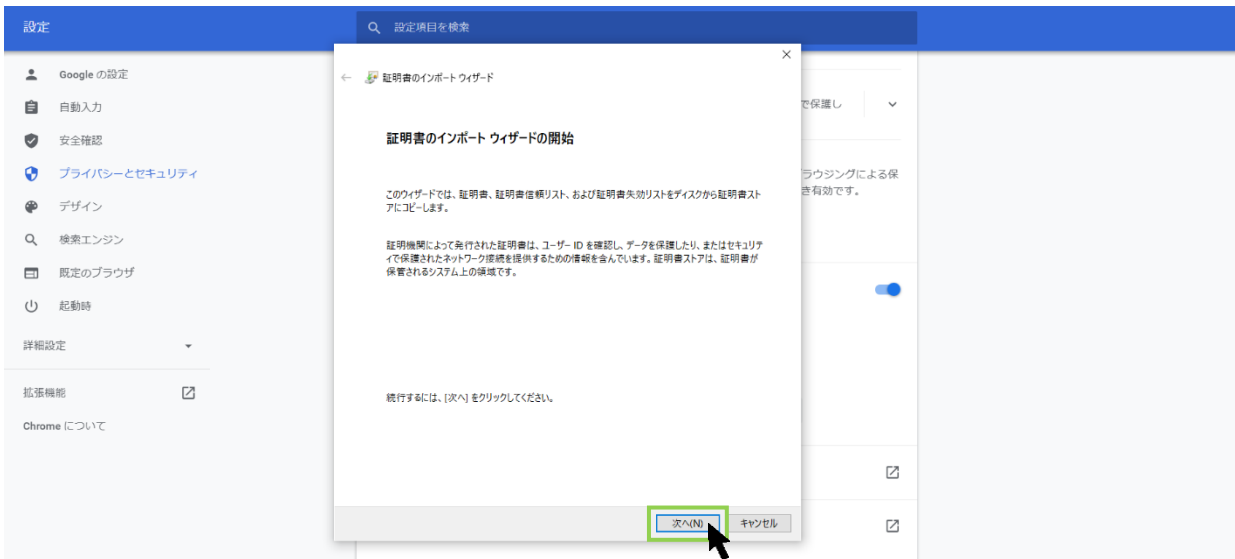 設定
設定項目を検索
Google の設定
自動入力
安全確認
プライバシーとセキュリティ
デザイン
検索エンジン
既定のブラウザ
起動時
詳細設定
拡張機能
Chrome について
証明書のインポート ウィザード
証明書のインポート ウィザードの開始
このウィザードでは、証明書、証明書信頼リスト、および証明書失効リストをディスクから証明書スト
アにコピーします。
証明機関によって発行された証明書は、ユーザー ID を確認し、データを保護したり、またはセキュリテ
ィで保護されたネットワーク接続を提供するための情報を含んでいます。証明書ストアは、証明書が
保管されるシステム上の領域です。
続行するには、[次へ] をクリックしてください。
次へ(N)
キャンセル
で保護し
ラウジングによる保
き有効です。